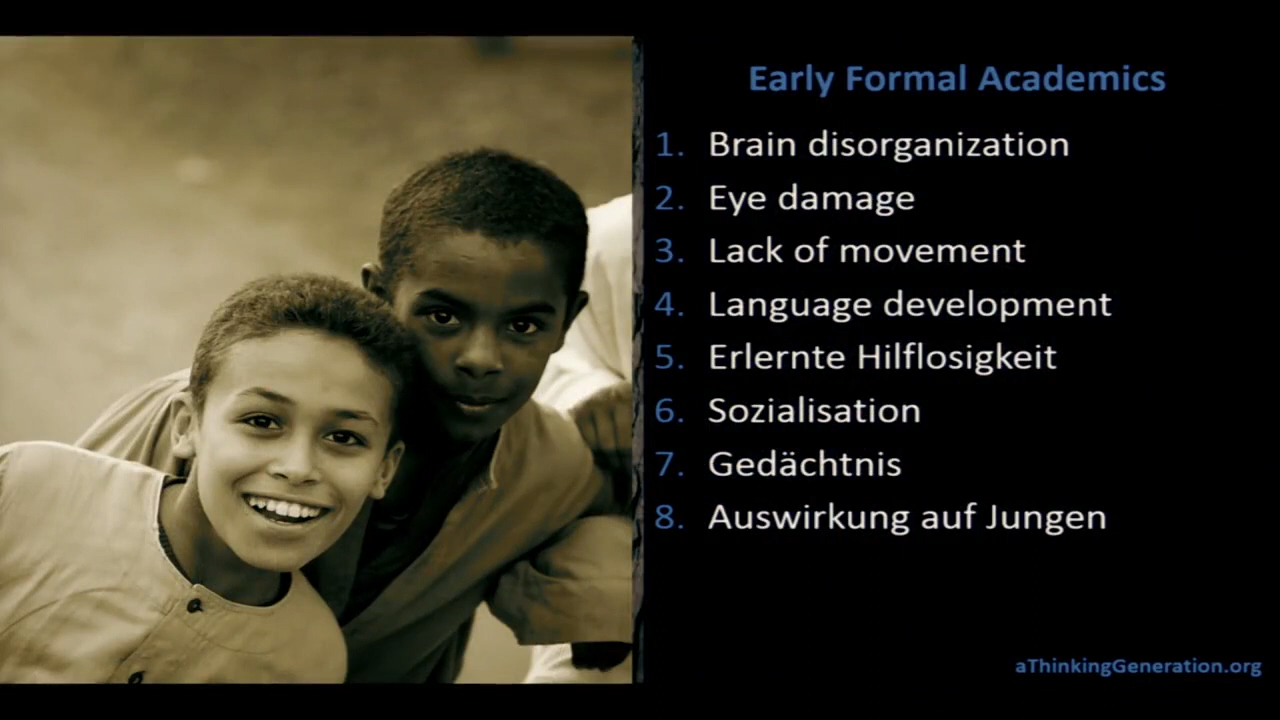 Early Formal Academics
1. Brain disorganization
2. Eye damage
3. Lack of movement
4. Language development
5. Erlernte Hilflosigkeit
6. Sozialisation
7. Gedächtnis
8. Auswirkung auf Jungen
aThinkingGeneration.org